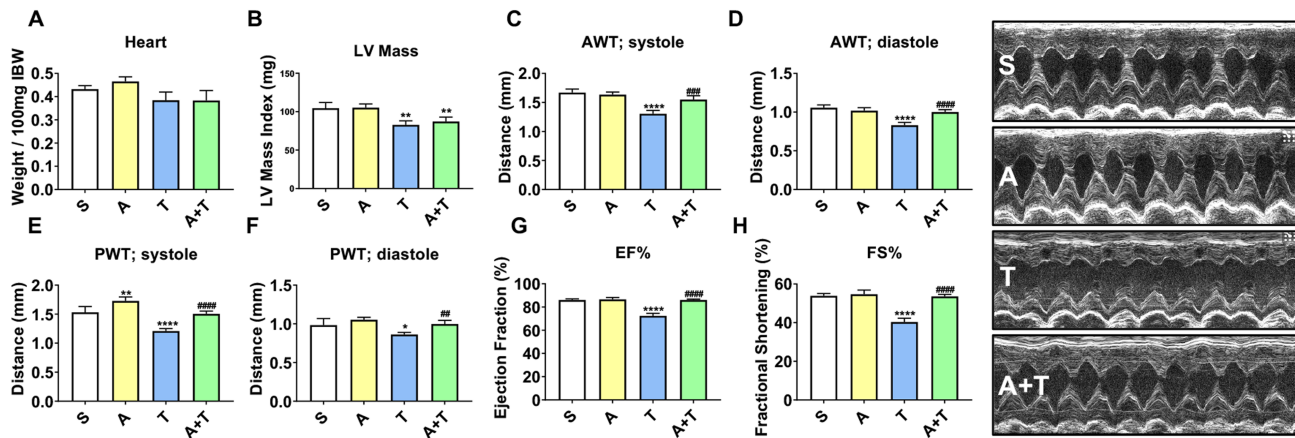 A
Heart
Weight / 100mg IBW
0.5
0.4
0.3
0.2
0.1
0.0
S
A
T
A+T
B
LV Mass
LV Mass Index (mg)
150
100
50
0
**
**
S
A
T
A+T
C
AWT; systole
Distance (mm)
2.0
1.5
1.0
0.5
0.0
****
###
S
A
T
A+T
D
AWT; diastole
Distance (mm)
1.5
1.0
0.5
0.0
****
####
S
A
T
A+T
E
PWT; systole
Distance (mm)
2.0
1.5
1.0
0.5
0.0
**
****
####
S
A
T
A+T
F
PWT; diastole
Distance (mm)
1.5
1.0
0.5
0.0
*
##
S
A
T
A+T
G
EF%
Ejection Fraction (%)
100
80
60
40
20
0
****
####
S
A
T
A+T
H
FS%
Fractional Shortening (%)
80
60
40
20
0
****
####
S
A
T
A+T
S
A
T
A+T